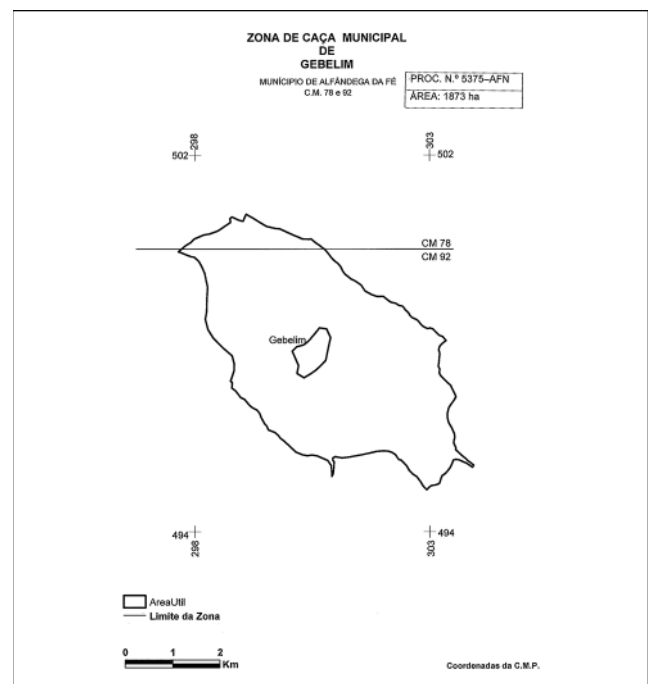 ZONA DE CAÇA MUNICIPAL
DE
GEBELIM
MUNÍCIPIO DE ALFÂNDEGA DA FÉ
C.M. 78 e 92
PROC. N.º 5375–AFN
ÁREA: 1873 ha
298
502
303
502
CM 78
CM 92
Gebelim
494
298
494
303
AreaUtil
Limite da Zona
0 1 2
Km
Coordenadas da C.M.P.